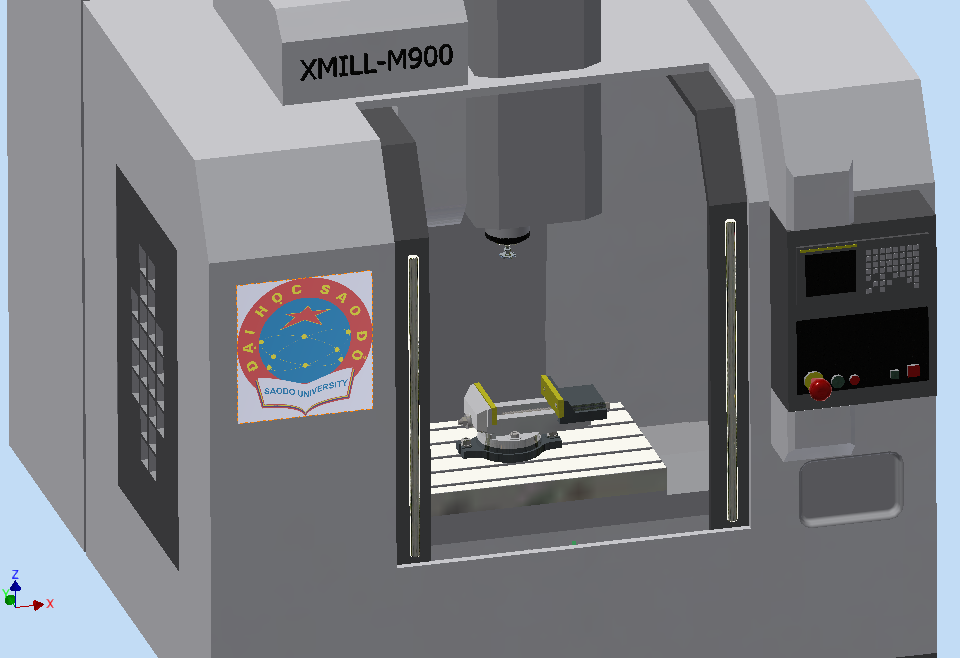 XMILL-M900
ĐẠI HỌC SAO ĐỎ
SAODO UNIVERSITY
Z
Y
X